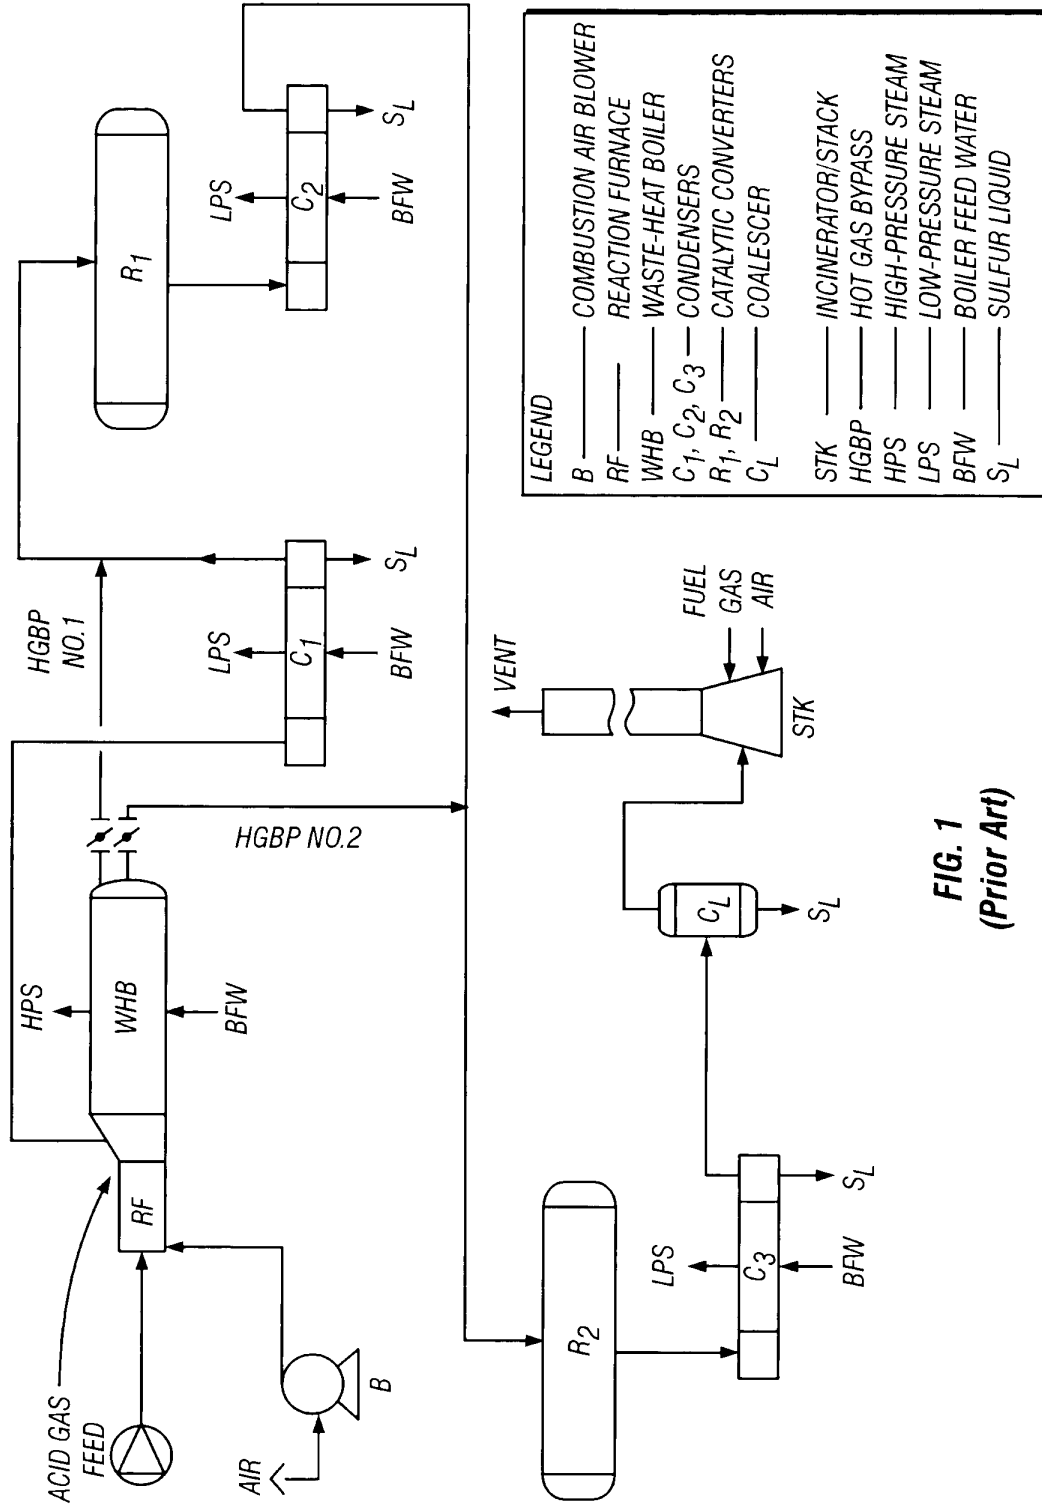 ACID GAS
FEED
AIR
B
RF
HPS
WHB
BFW
HGBP
NO.1
HGBP NO.2
LPS
C1
BFW
SL
R1
LPS
C2
BFW
SL
R2
LPS
C3
BFW
SL
CL
SL
VENT
STK
FUEL
GAS
AIR
LEGEND
B COMBUSTION AIR BLOWER
RF REACTION FURNACE
WHB WASTE-HEAT BOILER
C1, C2, C3 CONDENSERS
R1, R2 CATALYTIC CONVERTERS
CL COALESCER
STK INCINERATOR/STACK
HGBP HOT GAS BYPASS
HPS HIGH-PRESSURE STEAM
LPS LOW-PRESSURE STEAM
BFW BOILER FEED WATER
SL SULFUR LIQUID
FIG. 1
(Prior Art)